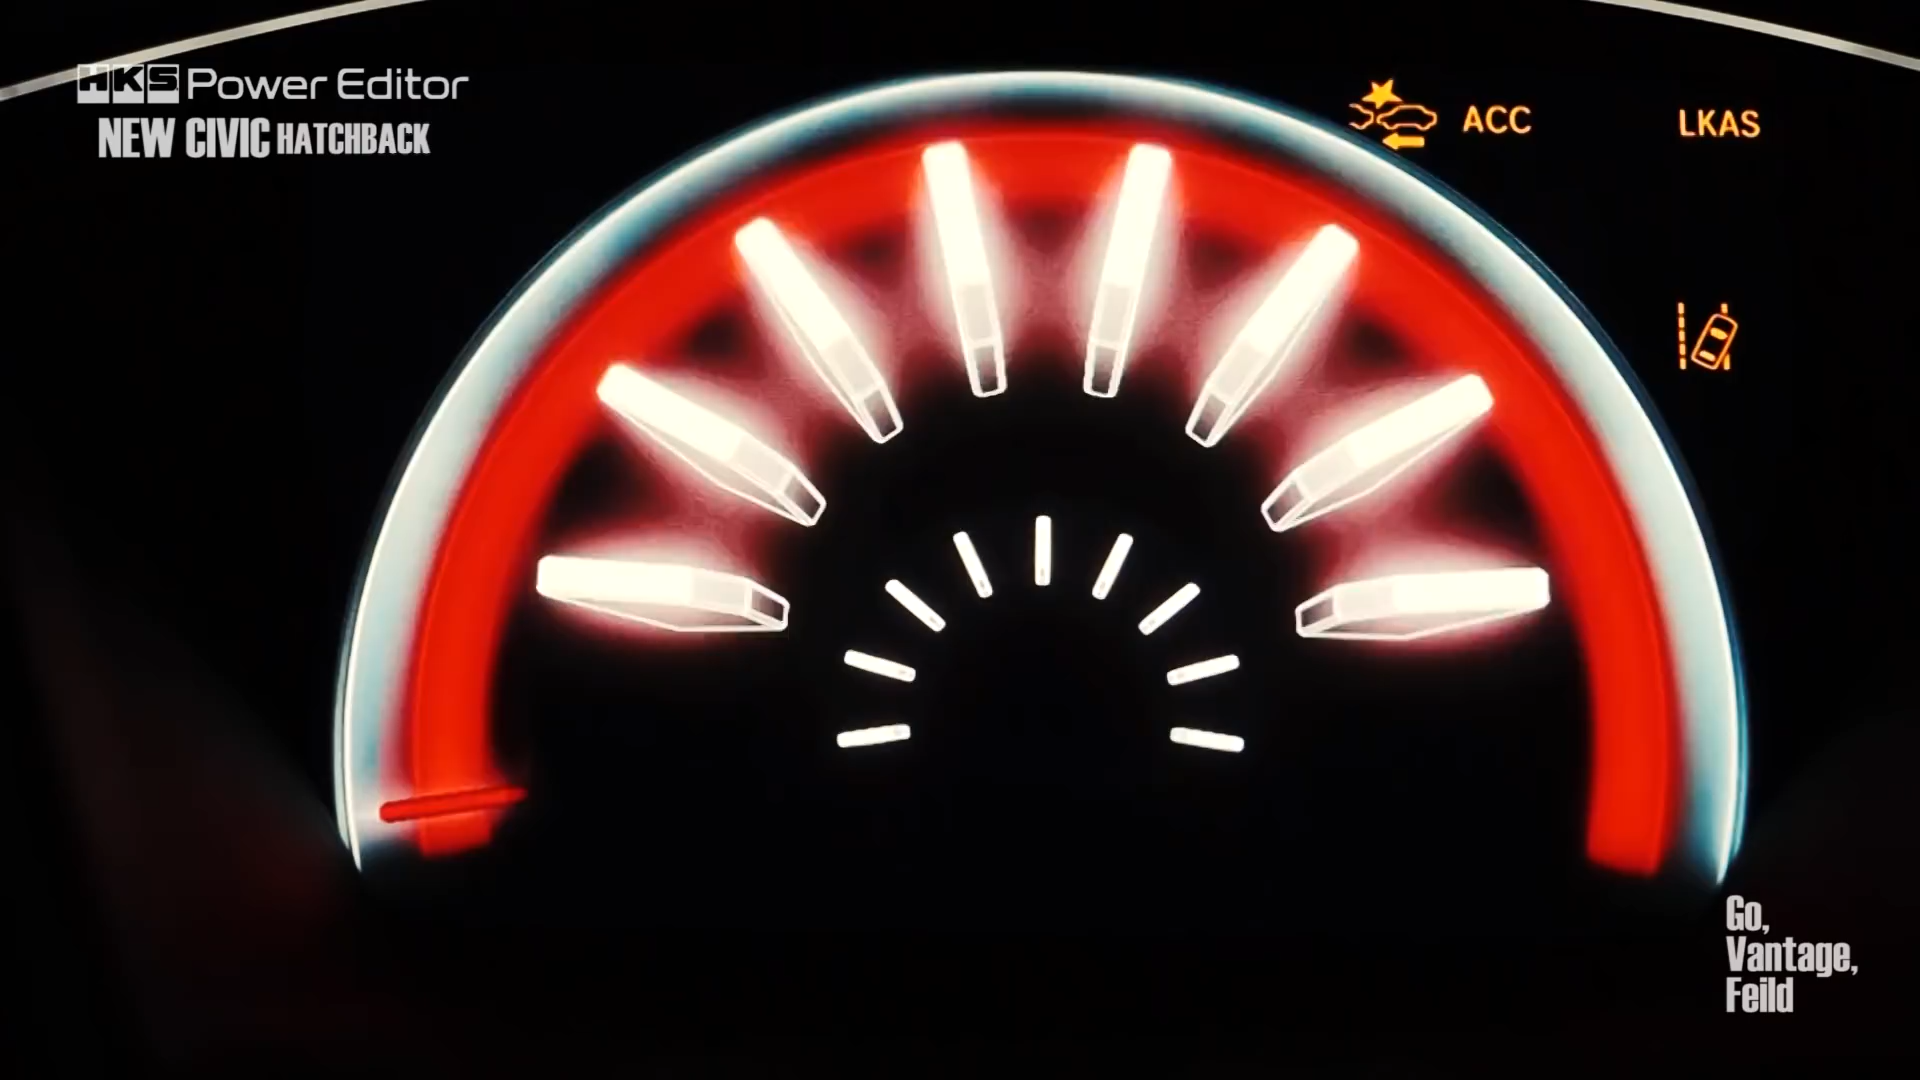 HKS Power Editor
NEW CIVIC HATCHBACK
ACC
LKAS
Go,
Vantage,
Feild